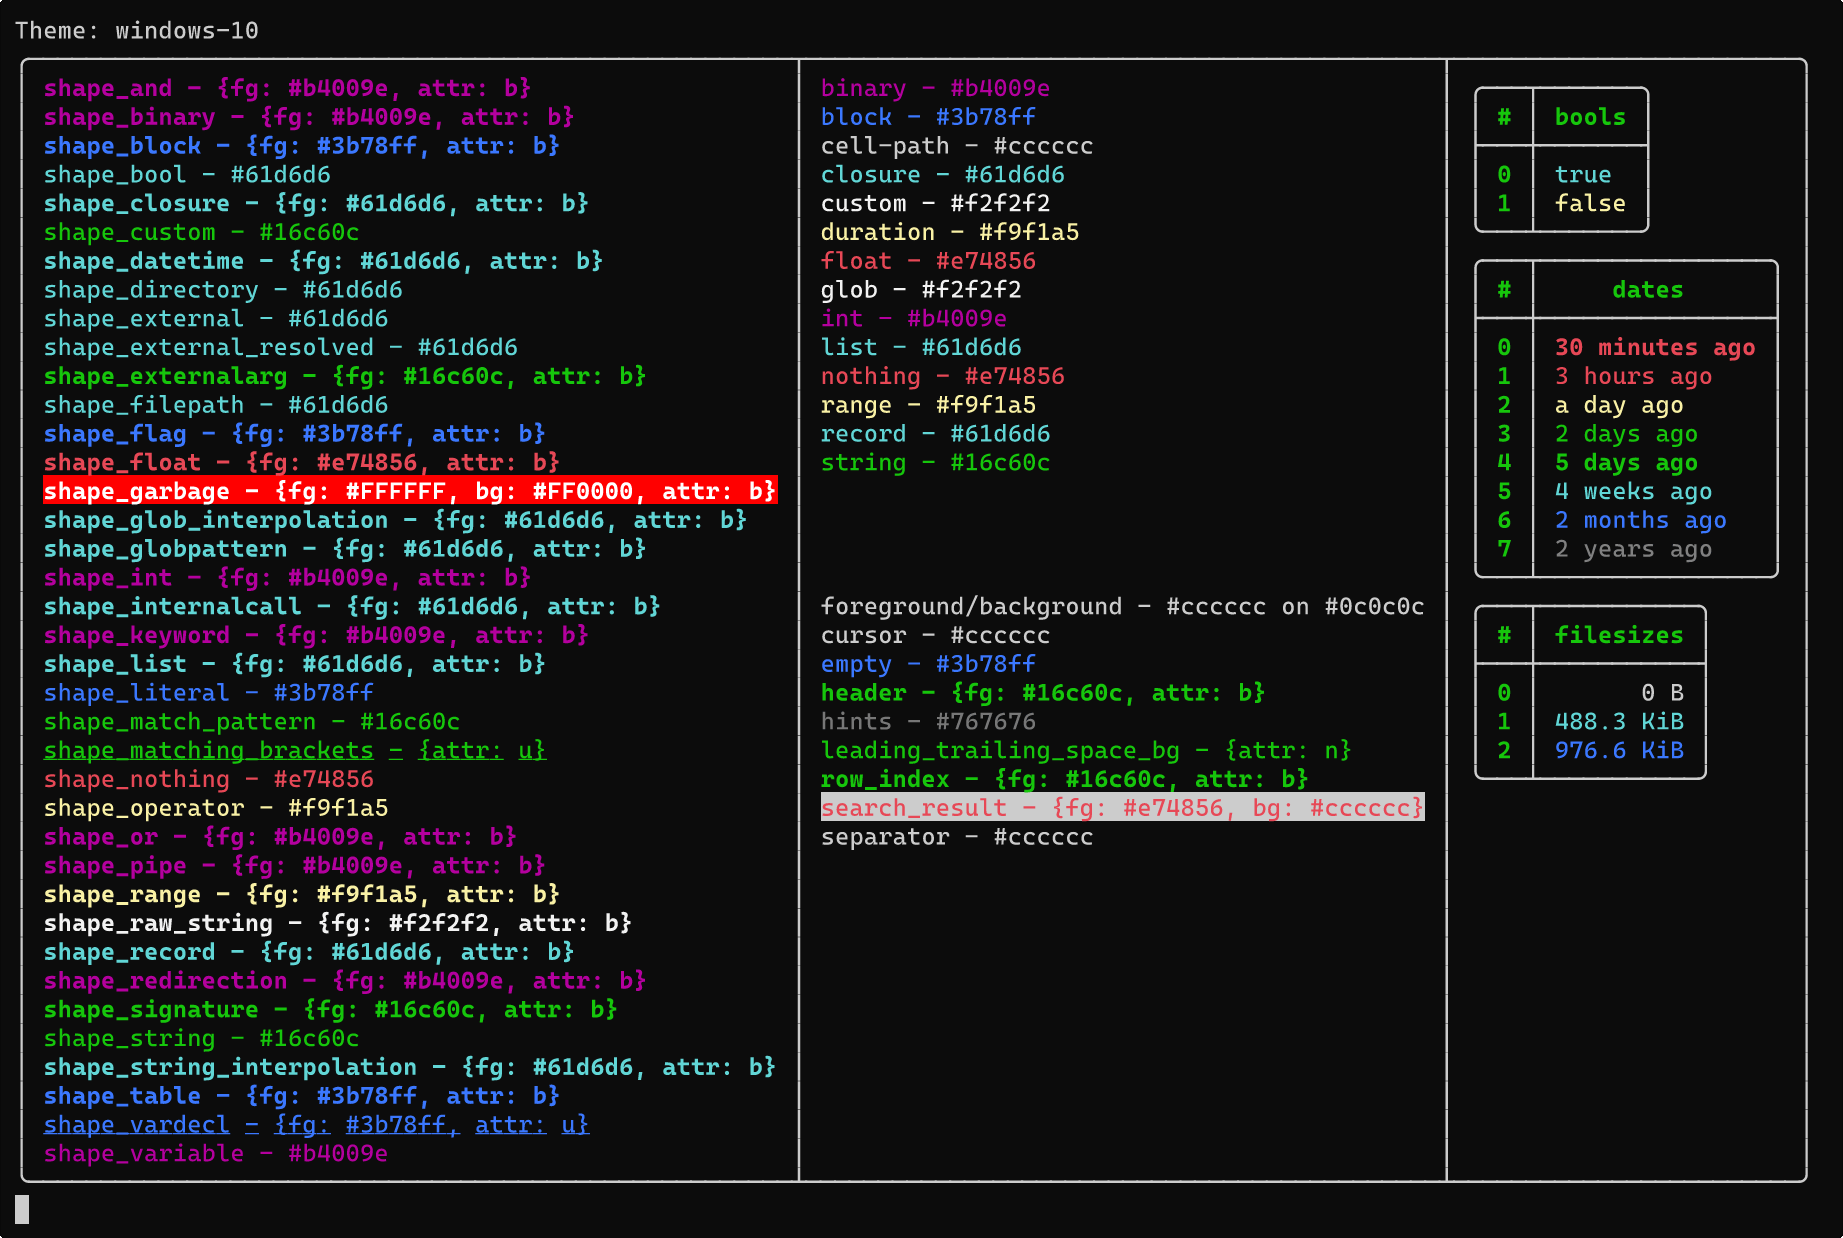 Theme: windows-10
shape_and - {fg: #b4009e, attr: b}
shape_binary - {fg: #b4009e, attr: b}
shape_block - {fg: #3b78ff, attr: b}
shape_bool - #61d6d6
shape_closure - {fg: #61d6d6, attr: b}
shape_custom - #16c60c
shape_datetime - {fg: #61d6d6, attr: b}
shape_directory - #61d6d6
shape_external - #61d6d6
shape_external_resolved - #61d6d6
shape_externalarg - {fg: #16c60c, attr: b}
shape_filepath - #61d6d6
shape_flag - {fg: #3b78ff, attr: b}
shape_float - {fg: #e74856, attr: b}
shape_garbage - {fg: #FFFFFF, bg: #FF0000, attr: b}
shape_glob_interpolation - {fg: #61d6d6, attr: b}
shape_globpattern - {fg: #61d6d6, attr: b}
shape_int - {fg: #b4009e, attr: b}
shape_internalcall - {fg: #61d6d6, attr: b}
shape_keyword - {fg: #b4009e, attr: b}
shape_list - {fg: #61d6d6, attr: b}
shape_literal - #3b78ff
shape_match_pattern - #16c60c
shape_matching_brackets - {attr: u}
shape_nothing - #e74856
shape_operator - #f9f1a5
shape_or - {fg: #b4009e, attr: b}
shape_pipe - {fg: #b4009e, attr: b}
shape_range - {fg: #f9f1a5, attr: b}
shape_raw_string - {fg: #f2f2f2, attr: b}
shape_record - {fg: #61d6d6, attr: b}
shape_redirection - {fg: #b4009e, attr: b}
shape_signature - {fg: #16c60c, attr: b}
shape_string - #16c60c
shape_string_interpolation - {fg: #61d6d6, attr: b}
shape_table - {fg: #3b78ff, attr: b}
shape_vardecl - {fg: #3b78ff, attr: u}
shape_variable - #b4009e
binary - #b4009e
block - #3b78ff
cell-path - #cccccc
closure - #61d6d6
custom - #f2f2f2
duration - #f9f1a5
float - #e74856
glob - #f2f2f2
int - #b4009e
list - #61d6d6
nothing - #e74856
range - #f9f1a5
record - #61d6d6
string - #16c60c
foreground/background - #cccccc on #0c0c0c
cursor - #cccccc
empty - #3b78ff
header - {fg: #16c60c, attr: b}
hints - #767676
leading_trailing_space_bg - {attr: n}
row_index - {fg: #16c60c, attr: b}
search_result - {fg: #e74856, bg: #cccccc}
separator - #cccccc
# bools
0 true
1 false
# dates
0 30 minutes ago
1 3 hours ago
2 a day ago
3 2 days ago
4 5 days ago
5 4 weeks ago
6 2 months ago
7 2 years ago
# filesizes
0 0 B
1 488.3 KiB
2 976.6 KiB